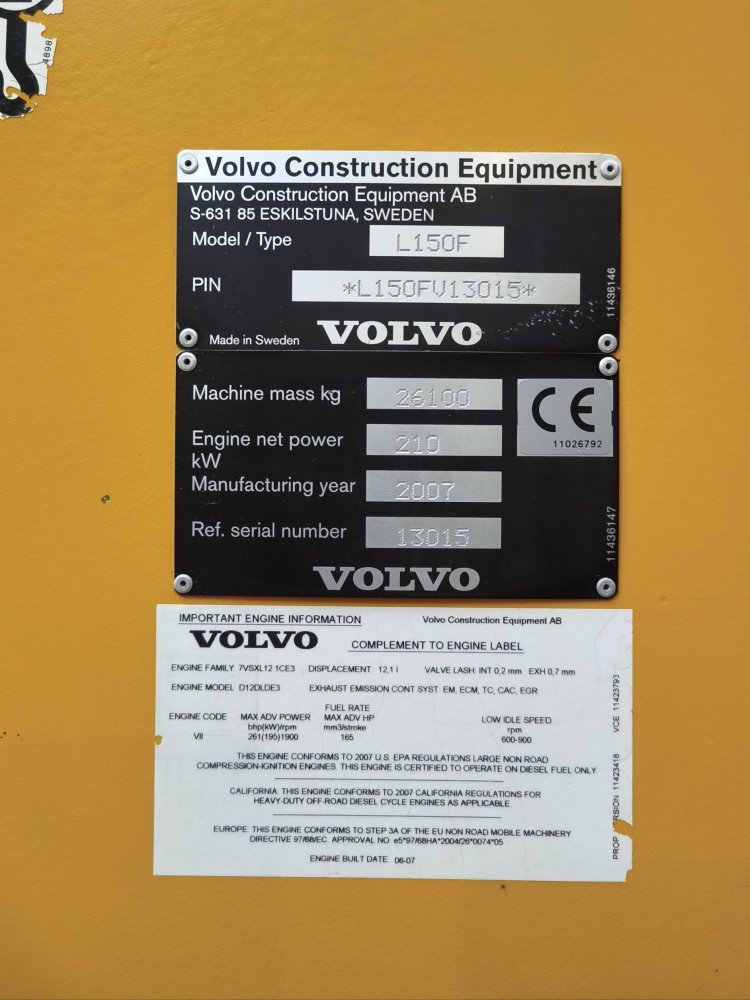 4898
Volvo Construction Equipment
Volvo Construction Equipment AB
S-631 85 ESKILSTUNA, SWEDEN
Model / Type L150F
PIN *L150FV13015*
Made in Sweden VOLVO
11436146
Machine mass kg 26100
CE
11026792
Engine net power
kW 210
Manufacturing year 2007
Ref. serial number 13015
VOLVO
11436147
IMPORTANT ENGINE INFORMATION Volvo Construction Equipment AB
VOLVO COMPLEMENT TO ENGINE LABEL
ENGINE FAMILY: 7VSXL12.1CE3 DISPLACEMENT: 12,1 l VALVE LASH: INT 0,2 mm EXH 0,7 mm
ENGINE MODEL: D12DLDE3 EXHAUST EMISSION CONT SYST. EM, ECM, TC, CAC, EGR
ENGINE CODE MAX ADV POWER FUEL RATE LOW IDLE SPEED
bhp(kW)/rpm MAX ADV HP rpm
mm3/stroke
VII 261(195)1900 165 600-900
THIS ENGINE CONFORMS TO 2007 U.S. EPA REGULATIONS LARGE NON ROAD
COMPRESSION-IGNITION ENGINES. THIS ENGINE IS CERTIFIED TO OPERATE ON DIESEL FUEL ONLY
CALIFORNIA: THIS ENGINE CONFORMS TO 2007 CALIFORNIA REGULATIONS FOR
HEAVY-DUTY OFF-ROAD DIESEL CYCLE ENGINES AS APPLICABLE.
EUROPE: THIS ENGINE CONFORMS TO STEP 3A OF THE EU NON ROAD MOBILE MACHINERY
DIRECTIVE 97/68/EC. APPROVAL NO. e5*97/68HA*2004/26*0074*05
ENGINE BUILT DATE: 06-07
VCE 11423793
PROP RSION 11423418